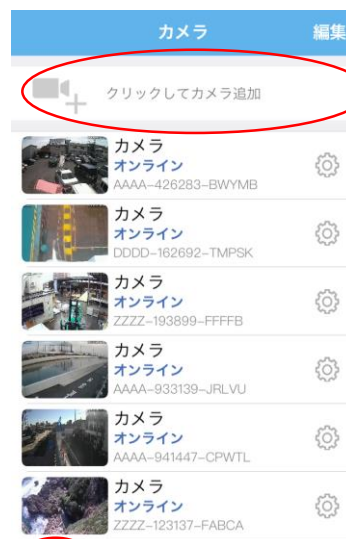 カメラ 編集
クリックしてカメラ追加
カメラ
オンライン
AAAA-426283-BWYMB
カメラ
オンライン
DDDD-162692-TMPSK
カメラ
オンライン
ZZZZ-193899-FFFFB
カメラ
オンライン
AAAA-933139-JRLVU
カメラ
オンライン
AAAA-941447-CPWTL
カメラ
オンライン
ZZZZ-123137-FABCA